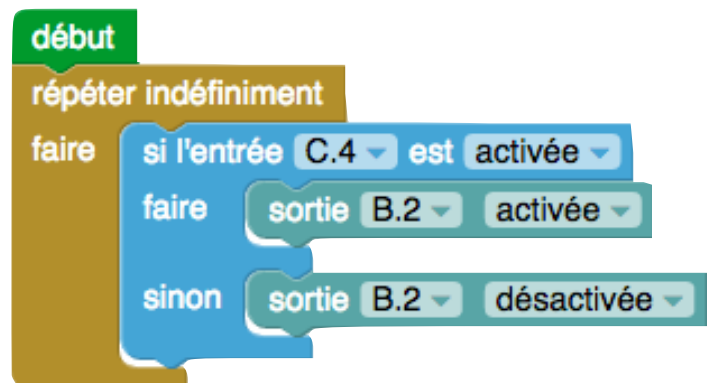 début
répéter indéfiniment
faire si l'entrée C.4 est activée
faire sortie B.2 activée
sinon sortie B.2 désactivée